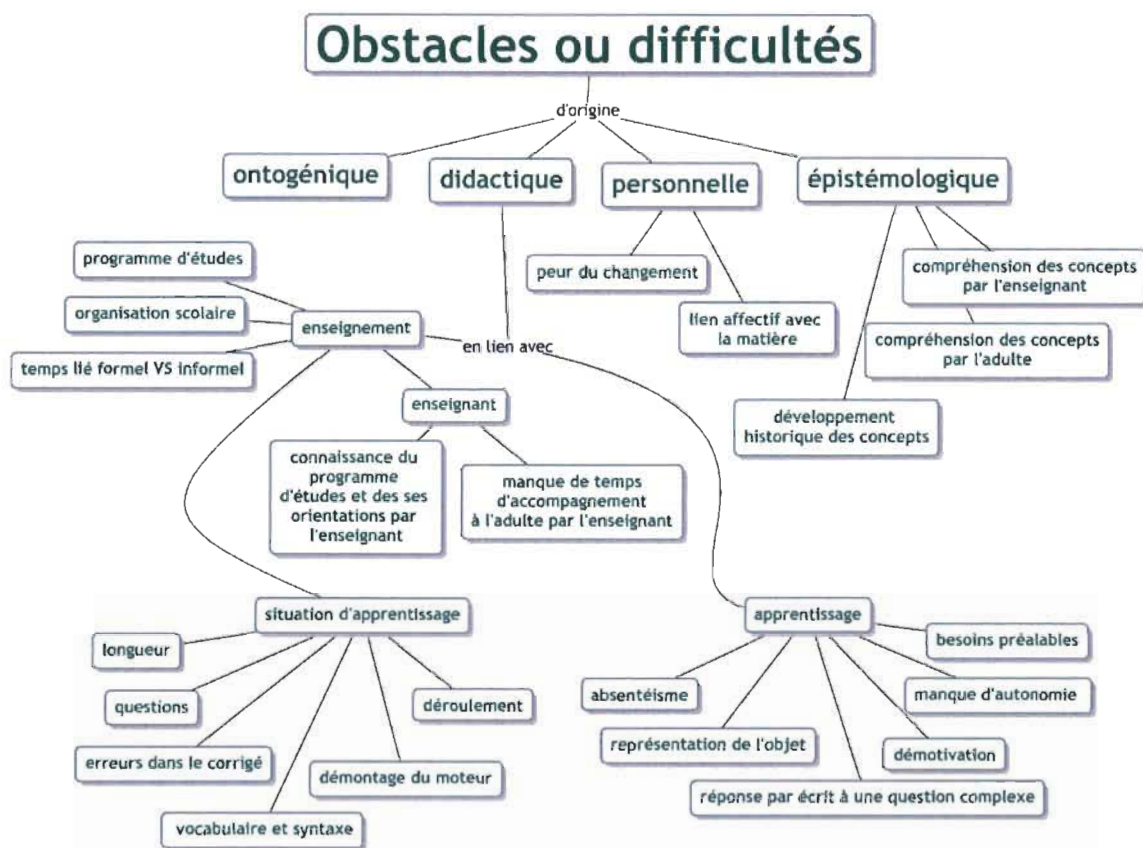 Obstacles ou difficultés
d'origine
ontogénique
didactique
personnelle
épistémologique
programme d'études
organisation scolaire
temps lié formel VS informel
enseignement
en lien avec
peur du changement
lien affectif avec
la matière
compréhension des concepts
par l'enseignant
compréhension des concepts
par l'adulte
développement
historique des concepts
enseignant
connaissance du
programme
d'études et des ses
orientations par
l'enseignant
manque de temps
d'accompagnement
à l'adulte par l'enseignant
situation d'apprentissage
longueur
questions
erreurs dans le corrigé
vocabulaire et syntaxe
démontage du moteur
déroulement
apprentissage
absentéisme
représentation de l'objet
réponse par écrit à une question complexe
démotivation
manque d'autonomie
besoins préalables